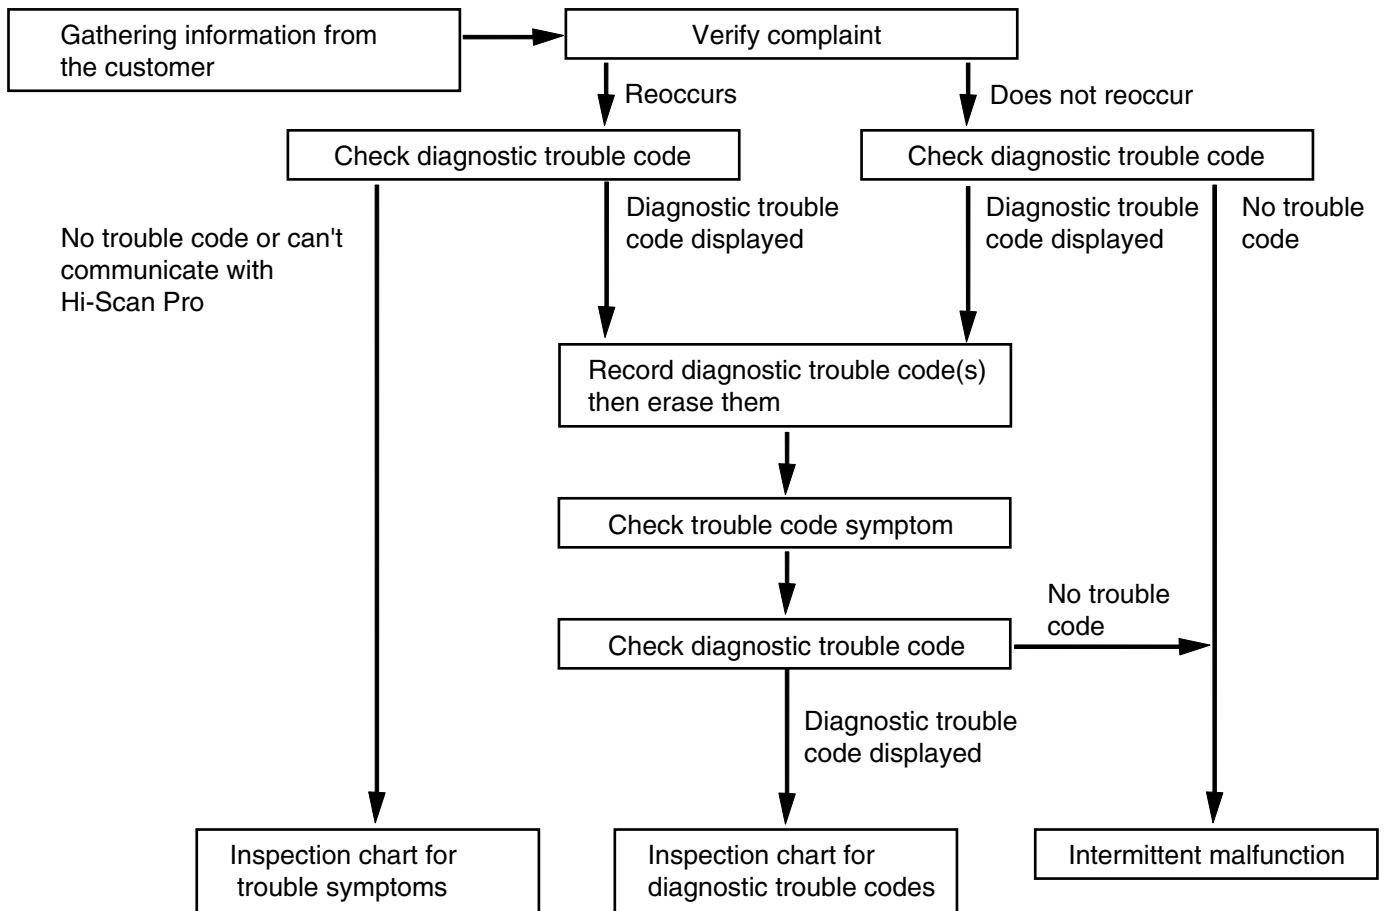 Gathering information from
the customer
Verify complaint
Reoccurs
Does not reoccur
Check diagnostic trouble code
Check diagnostic trouble code
No trouble code or can't
communicate with
Hi-Scan Pro
Diagnostic trouble
code displayed
Diagnostic trouble
code displayed
No trouble
code
Record diagnostic trouble code(s)
then erase them
Check trouble code symptom
Check diagnostic trouble code
No trouble
code
Diagnostic trouble
code displayed
Inspection chart for
trouble symptoms
Inspection chart for
diagnostic trouble codes
Intermittent malfunction